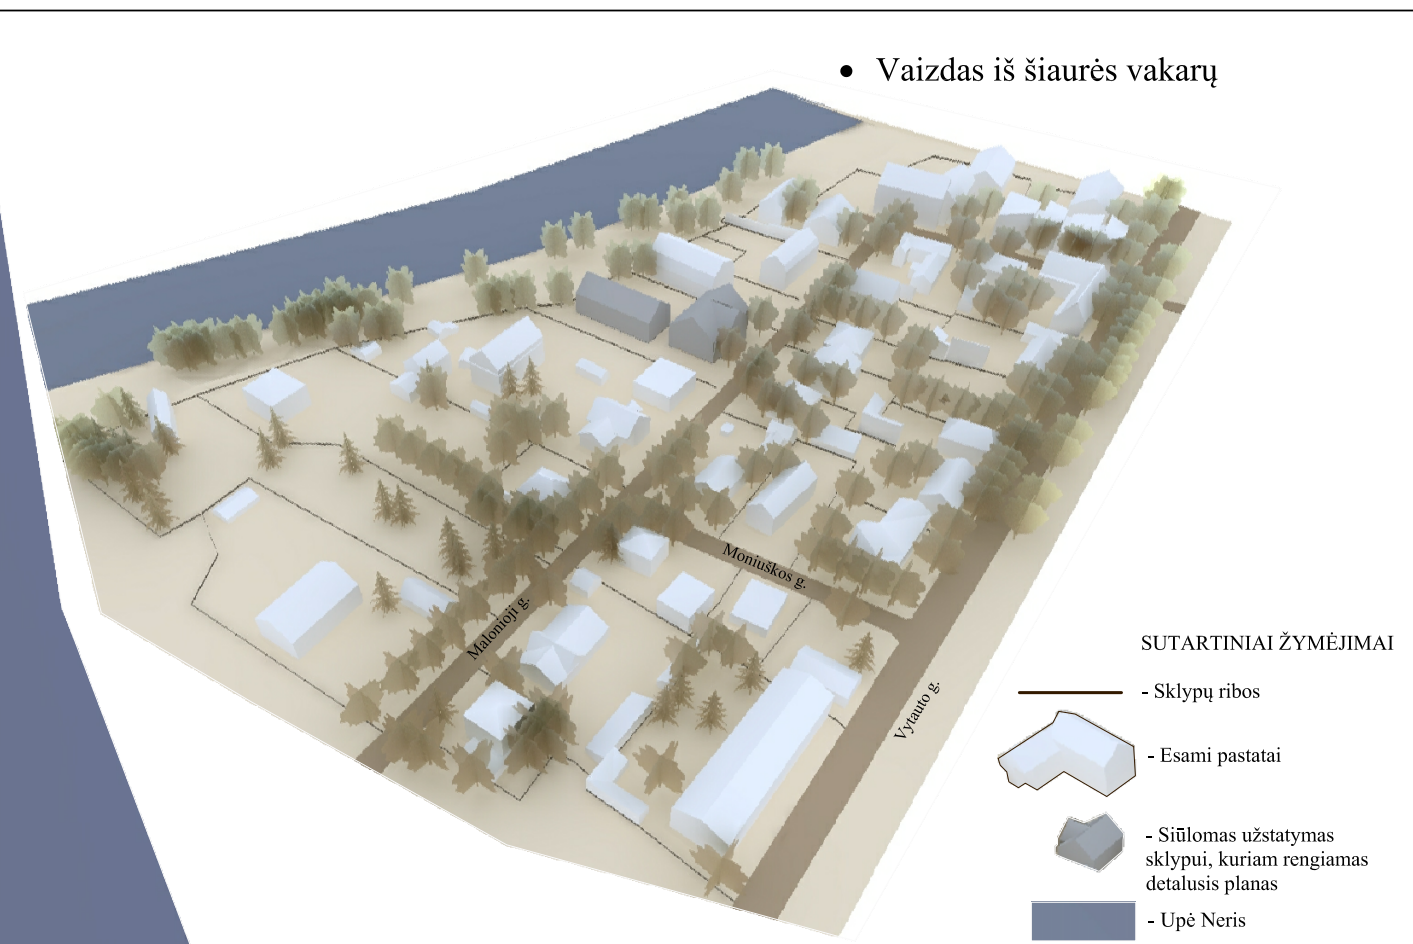 • Vaizdas iš šiaurės vakarų
Moniuškos g.
Malonioji g.
Vytauto g.
SUTARTINIAI ŽYMĖJIMAI
- Sklypų ribos
- Esami pastatai
- Siūlomas užstatymas
sklypui, kuriam rengiamas
detalusis planas
- Upė Neris